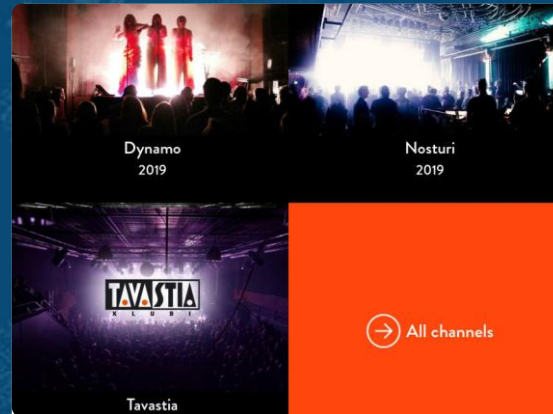 Dynamo
2019
Nosturi
2019
TAVASTIA
KLUBI
Tavastia
All channels